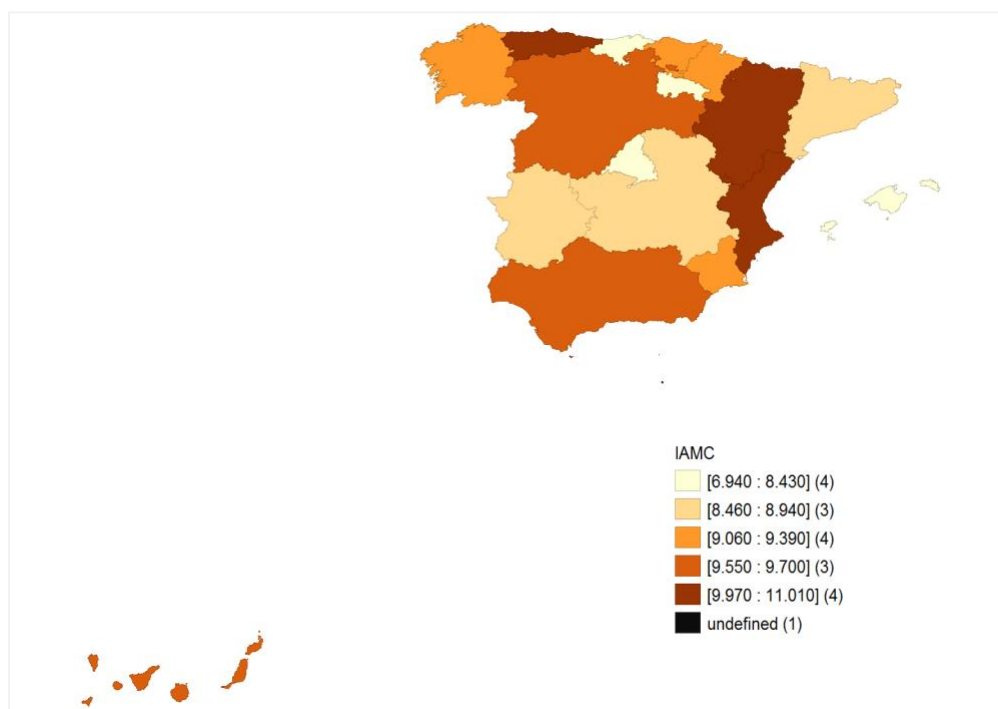 IAMC
[6.940 : 8.430] (4)
[8.460 : 8.940] (3)
[9.060 : 9.390] (4)
[9.550 : 9.700] (3)
[9.970 : 11.010] (4)
undefined (1)